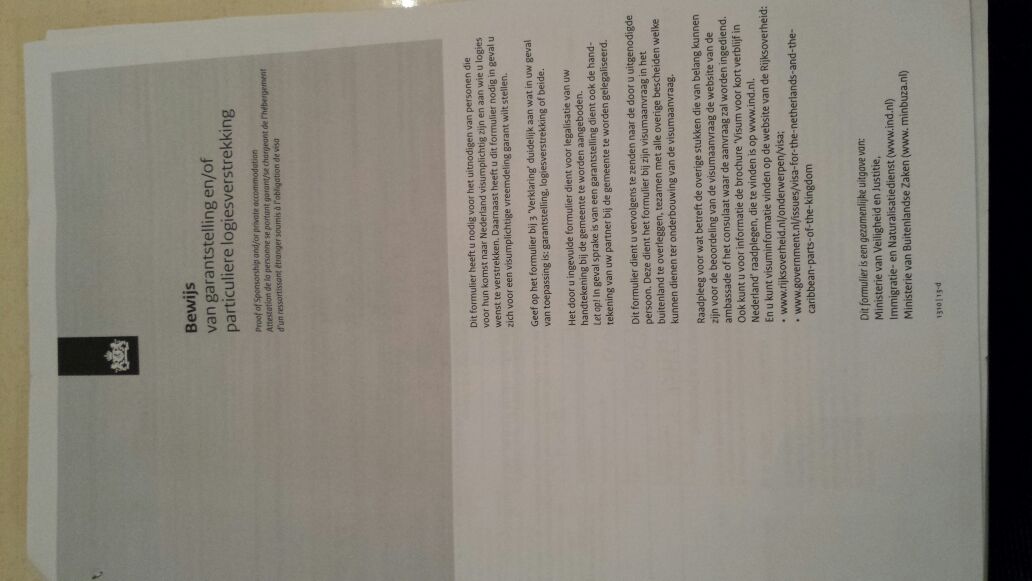 Bewijs
van garantstelling en/of
particuliere logiesverstrekking
Proof of Sponsorship and/or private accommodation
Attestation de la personne se portant garant/se chargeant de l'hébergement
d'un ressortissant étranger soumis à l'obligation de visa
Dit formulier heeft u nodig voor het uitnodigen van personen die
voor hun komst naar Nederland visumplichtig zijn en aan wie u logies
wenst te verstrekken. Daarnaast heeft u dit formulier nodig in geval u
zich voor een visumplichtige vreemdeling garant wilt stellen.
Geef op het formulier bij 3 'Verklaring' duidelijk aan wat in uw geval
van toepassing is: garantstelling, logiesverstrekking of beide.
Het door u ingevulde formulier dient voor legalisatie van uw
handtekening bij de gemeente te worden aangeboden.
Let op! In geval sprake is van een garantstelling dient ook de hand-
tekening van uw partner bij de gemeente te worden gelegaliseerd.
Dit formulier dient u vervolgens te zenden naar de door u uitgenodigde
persoon. Deze dient het formulier bij zijn visumaanvraag in het
buitenland te overleggen, tezamen met alle overige bescheiden welke
kunnen dienen ter onderbouwing van de visumaanvraag.
Raadpleeg voor wat betreft de overige stukken die van belang kunnen
zijn voor de beoordeling van de visumaanvraag de website van de
ambassade of het consulaat waar de aanvraag zal worden ingediend.
Ook kunt u voor informatie de brochure 'Visum voor kort verblijf in
Nederland' raadplegen, die te vinden is op www.ind.nl.
En u kunt visuminformatie vinden op de website van de Rijksoverheid:
• www.rijksoverheid.nl/onderwerpen/visa;
• www.government.nl/issues/visa-for-the-netherlands-and-the-
caribbean-parts-of-the-kingdom
Dit formulier is een gezamenlijke uitgave van:
Ministerie van Veiligheid en Justitie,
Immigratie- en Naturalisatiedienst (www.ind.nl)
Ministerie van Buitenlandse Zaken (www. minbuza.nl)
1310 | 13-d